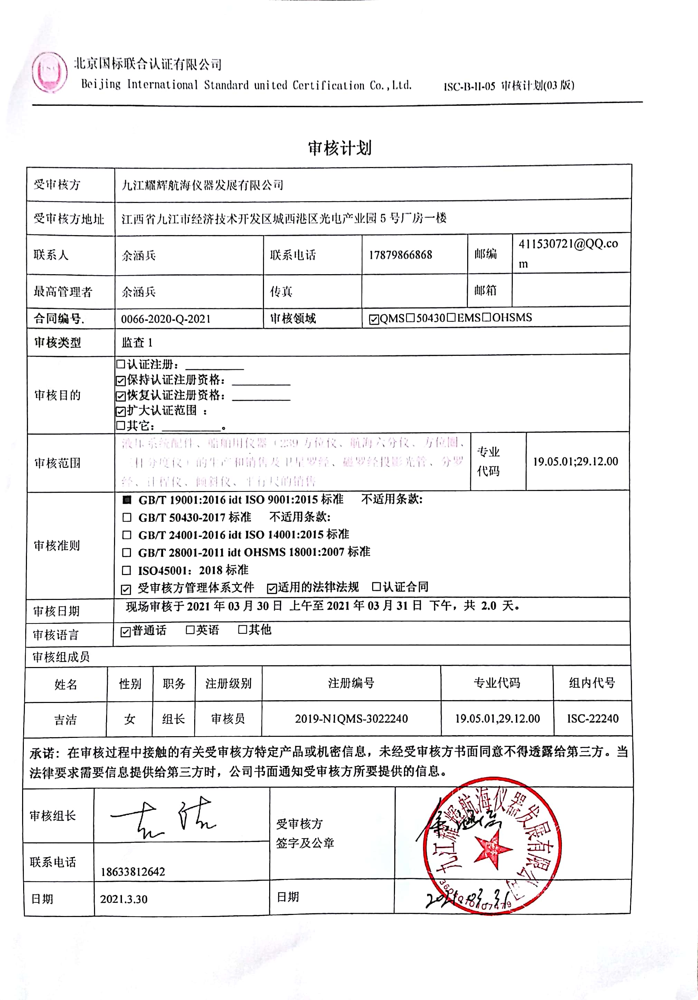 北京国标联合认证有限公司
Beijing International Standard united Certification Co.,Ltd. ISC-B-II-05 审核计划(03版)
审核计划
受审核方 九江耀辉航海仪器发展有限公司
受审核方地址 江西省九江市经济技术开发区城西港区光电产业园5号厂房一楼
联系人 余涵兵 联系电话 17879866868 邮编 411530721@QQ.co
m
最高管理者 余涵兵 传真 邮箱
合同编号. 0066-2020-Q-2021 审核领域 ☑QMS□50430□EMS□OHSMS
审核类型 监查1
审核目的
□认证注册：
☑保持认证注册资格：
☑恢复认证注册资格：
☑扩大认证范围 ：
□其它： 。
审核范围
液压系统配件、船舶用仪器（239方位仪、航海六分仪、方位圈、
三杆分度仪）的生产和销售及卫星罗经、磁罗经投影光管、分罗
经、计程仪、倾斜仪、平行尺的销售
专业
代码
19.05.01;29.12.00
审核准则
■ GB/T 19001:2016 idt ISO 9001:2015 标准 不适用条款:
□ GB/T 50430-2017 标准 不适用条款:
□ GB/T 24001-2016 idt ISO 14001:2015 标准
□ GB/T 28001-2011 idt OHSMS 18001:2007 标准
□ ISO45001：2018 标准
☑ 受审核方管理体系文件 ☑适用的法律法规 □认证合同
审核日期 现场审核于 2021 年 03 月 30 日 上午至 2021 年 03 月 31 日 下午，共 2.0 天。
审核语言 ☑普通话 □英语 □其他
审核组成员
姓名 性别 职务 注册级别 注册编号 专业代码 组内代号
吉洁 女 组长 审核员 2019-N1QMS-3022240 19.05.01,29.12.00 ISC-22240
承诺：在审核过程中接触的有关受审核方特定产品或机密信息，未经受审核方书面同意不得透露给第三方。当
法律要求需要信息提供给第三方时，公司书面通知受审核方所要提供的信息。
审核组长 吉洁
受审核方
签字及公章
余涵兵
九江耀辉航海仪器发展有限公司
联系电话 18633812642
日期 2021.3.30 日期 2021.03.31